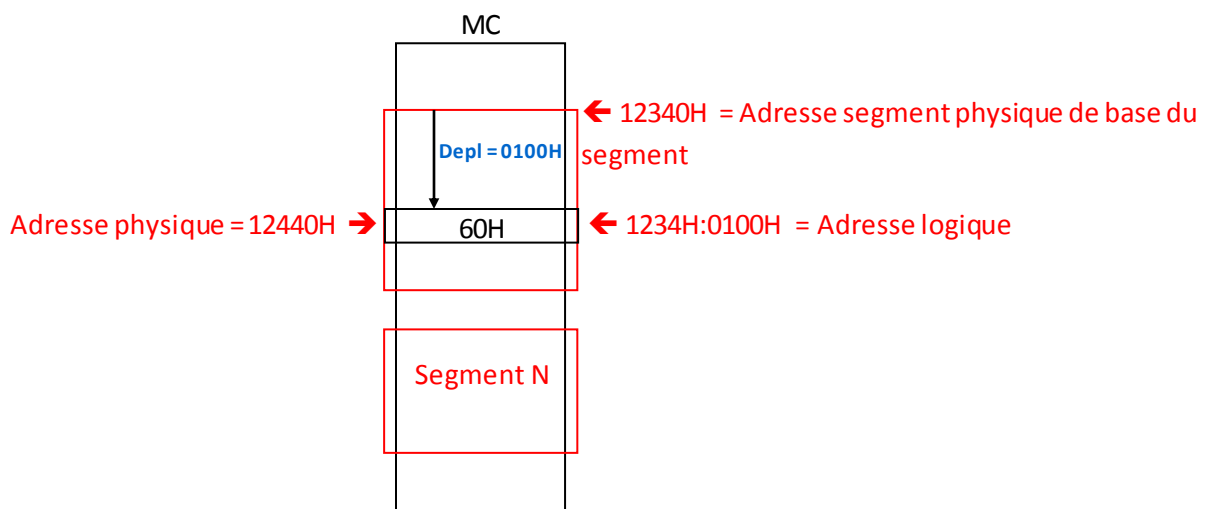 MC
🡸 12340H = Adresse segment physique de base du
segment
Depl = 0100H
Adresse physique = 12440H 🡺
60H
🡸 1234H:0100H = Adresse logique
Segment N